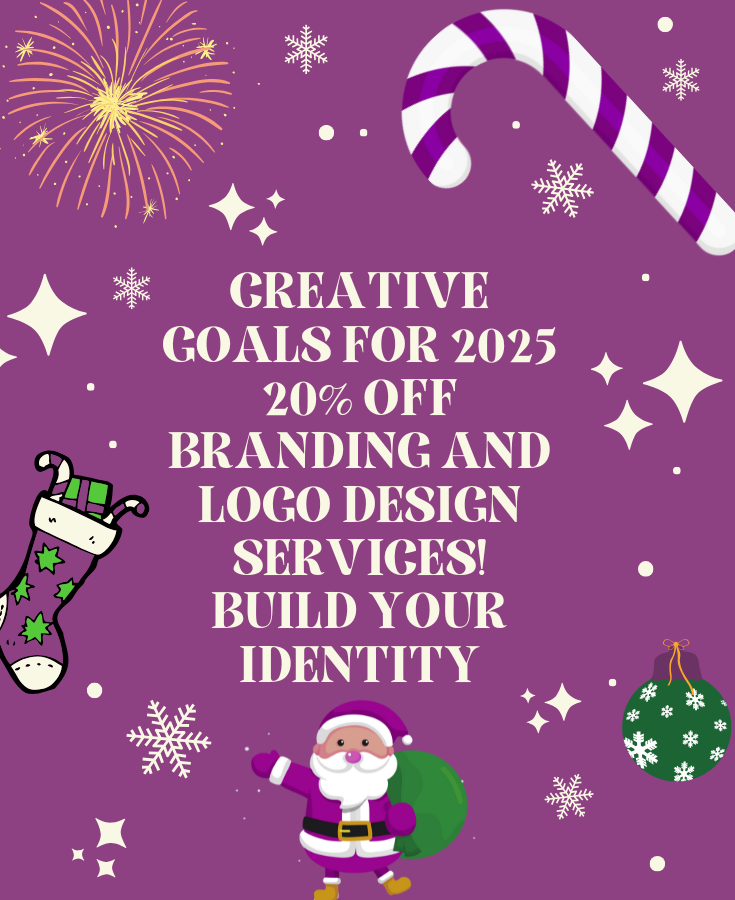 CREATIVE
GOALS FOR 2025
20% OFF
BRANDING AND
LOGO DESIGN
SERVICES!
BUILD YOUR
IDENTITY